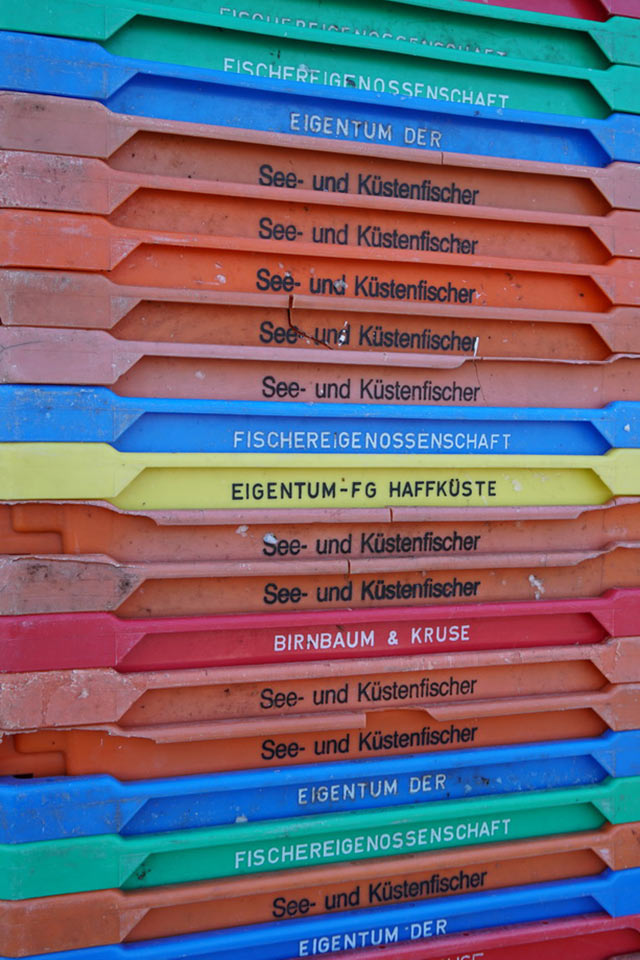 FISCHEREIGENOSSENSCHAFT
FISCHEREIGENOSSENSCHAFT
EIGENTUM DER
See- und Küstenfischer
See- und Küstenfischer
See- und Küstenfischer
See- und Küstenfischer
See- und Küstenfischer
FISCHEREIGENOSSENSCHAFT
EIGENTUM-FG HAFFKÜSTE
See- und Küstenfischer
See- und Küstenfischer
BIRNBAUM & KRUSE
See- und Küstenfischer
See- und Küstenfischer
EIGENTUM DER
FISCHEREIGENOSSENSCHAFT
See- und Küstenfischer
EIGENTUM DER